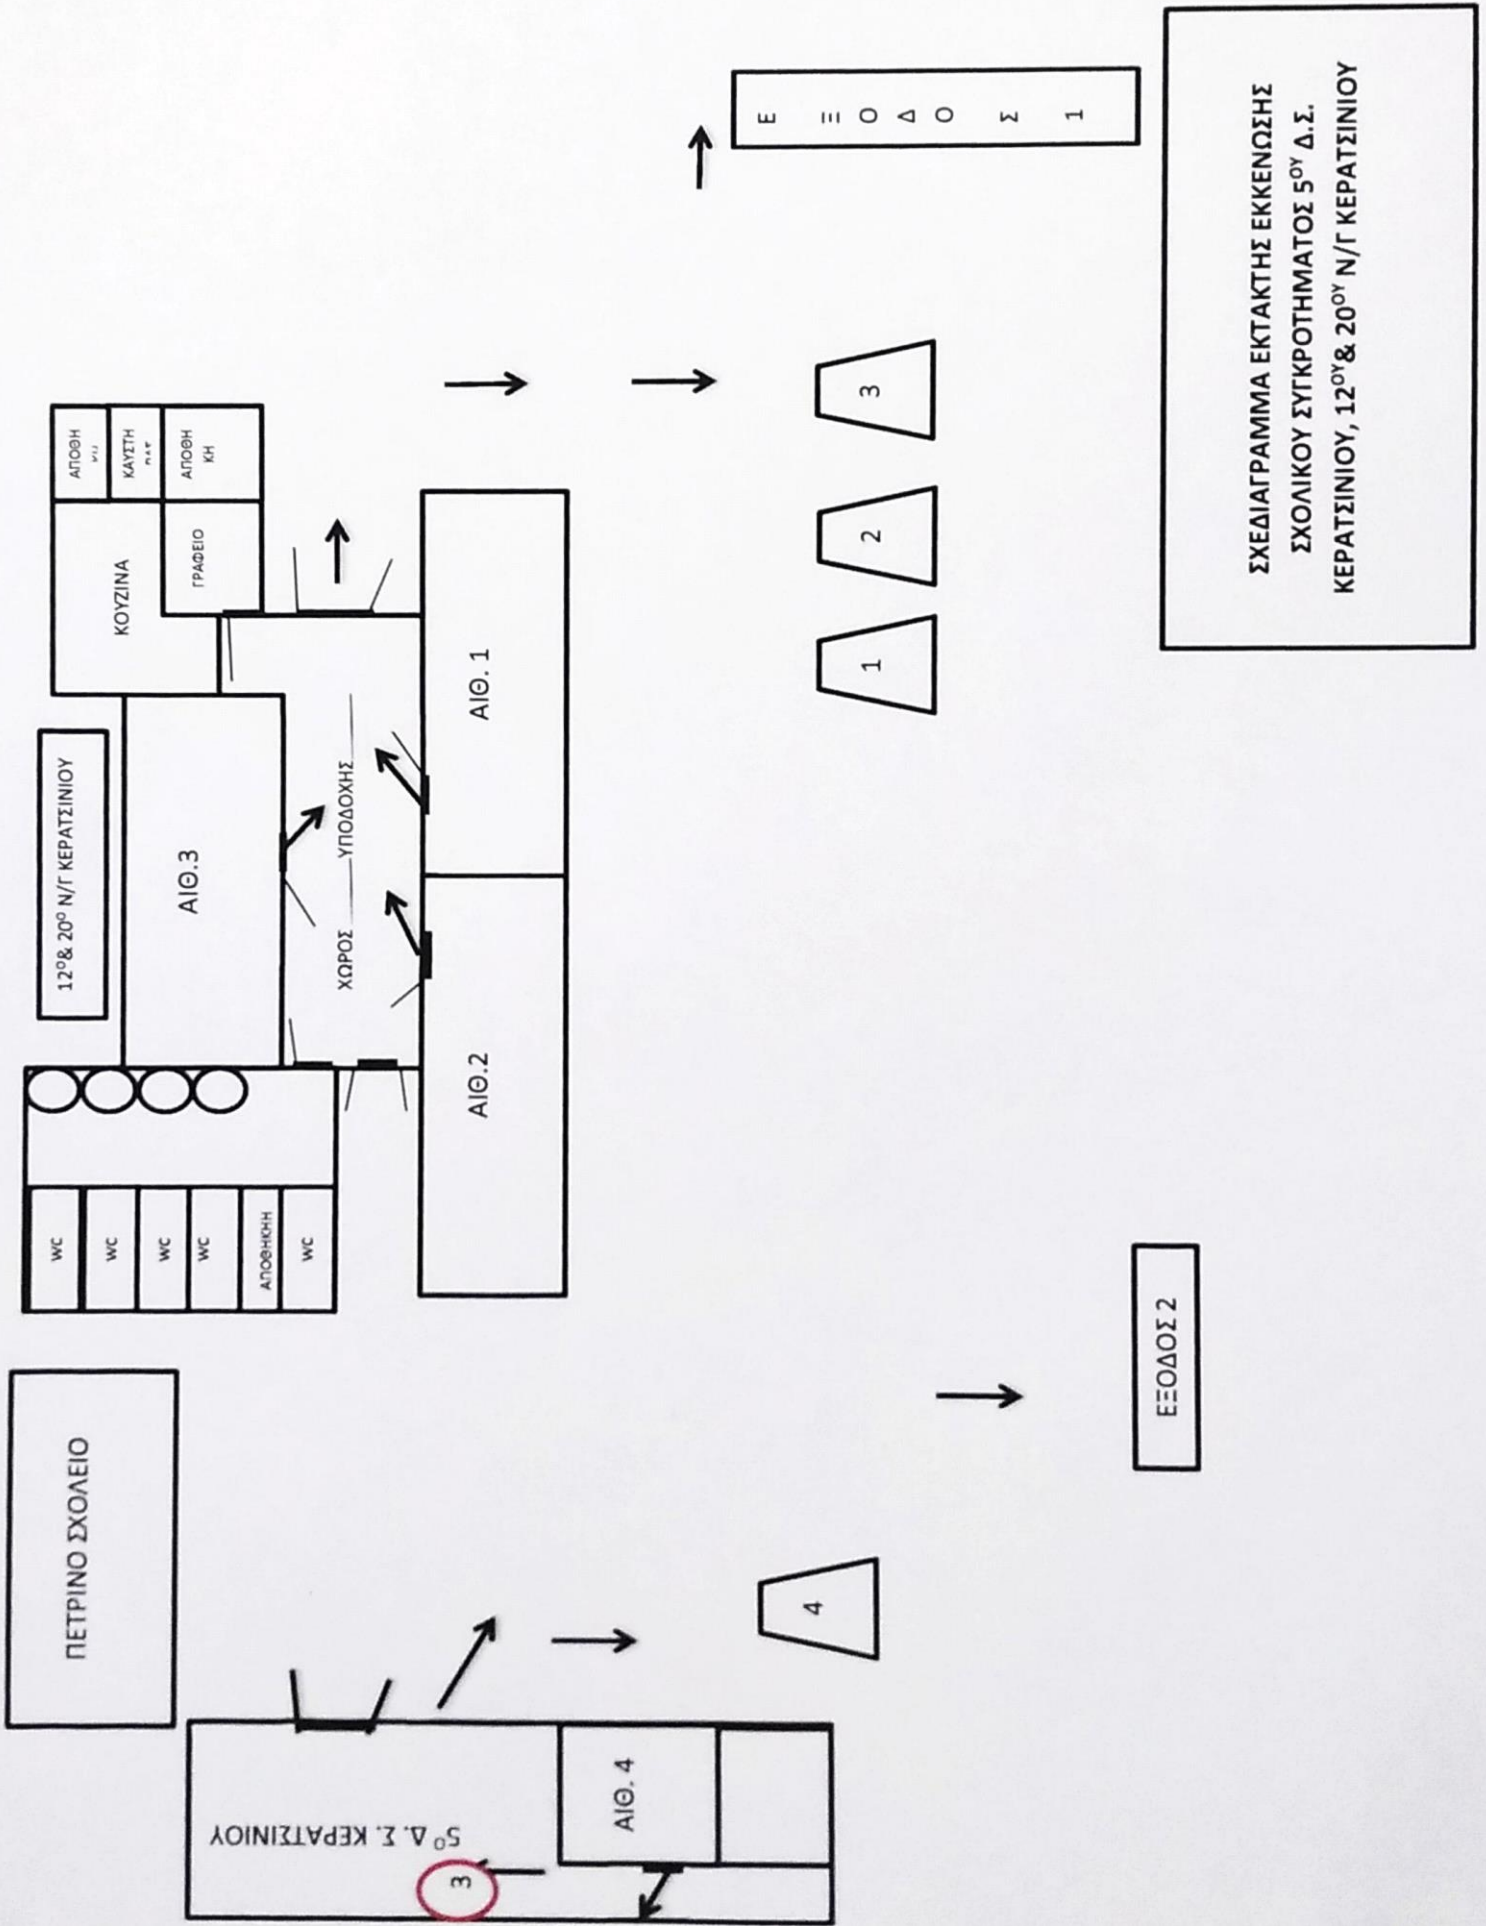 ΠΕΤΡΙΝΟ ΣΧΟΛΕΙΟ
12Ο& 20Ο Ν/Γ ΚΕΡΑΤΣΙΝΙΟΥ
WC
WC
WC
WC
ΑΠΟΘΗΚΗΗ
WC
ΑΙΘ.3
ΚΟΥΖΙΝΑ
ΓΡΑΦΕΙΟ
ΑΠΟΘΗ
ΚΑΥΣΤΗ
ΑΠΟΘΗ
ΚΗ
ΧΩΡΟΣ ΥΠΟΔΟΧΗΣ
ΑΙΘ.2
ΑΙΘ. 1
5Ο Δ. Σ. ΚΕΡΑΤΣΙΝΙΟΥ
3
ΑΙΘ. 4
4
1
2
3
Ε Ξ Ο Δ Ο Σ 1
ΕΞΟΔΟΣ 2
ΣΧΕΔΙΑΓΡΑΜΜΑ ΕΚΤΑΚΤΗΣ ΕΚΚΕΝΩΣΗΣ
ΣΧΟΛΙΚΟΥ ΣΥΓΚΡΟΤΗΜΑΤΟΣ 5ΟΥ Δ.Σ.
ΚΕΡΑΤΣΙΝΙΟΥ, 12ΟΥ& 20ΟΥ Ν/Γ ΚΕΡΑΤΣΙΝΙΟΥ